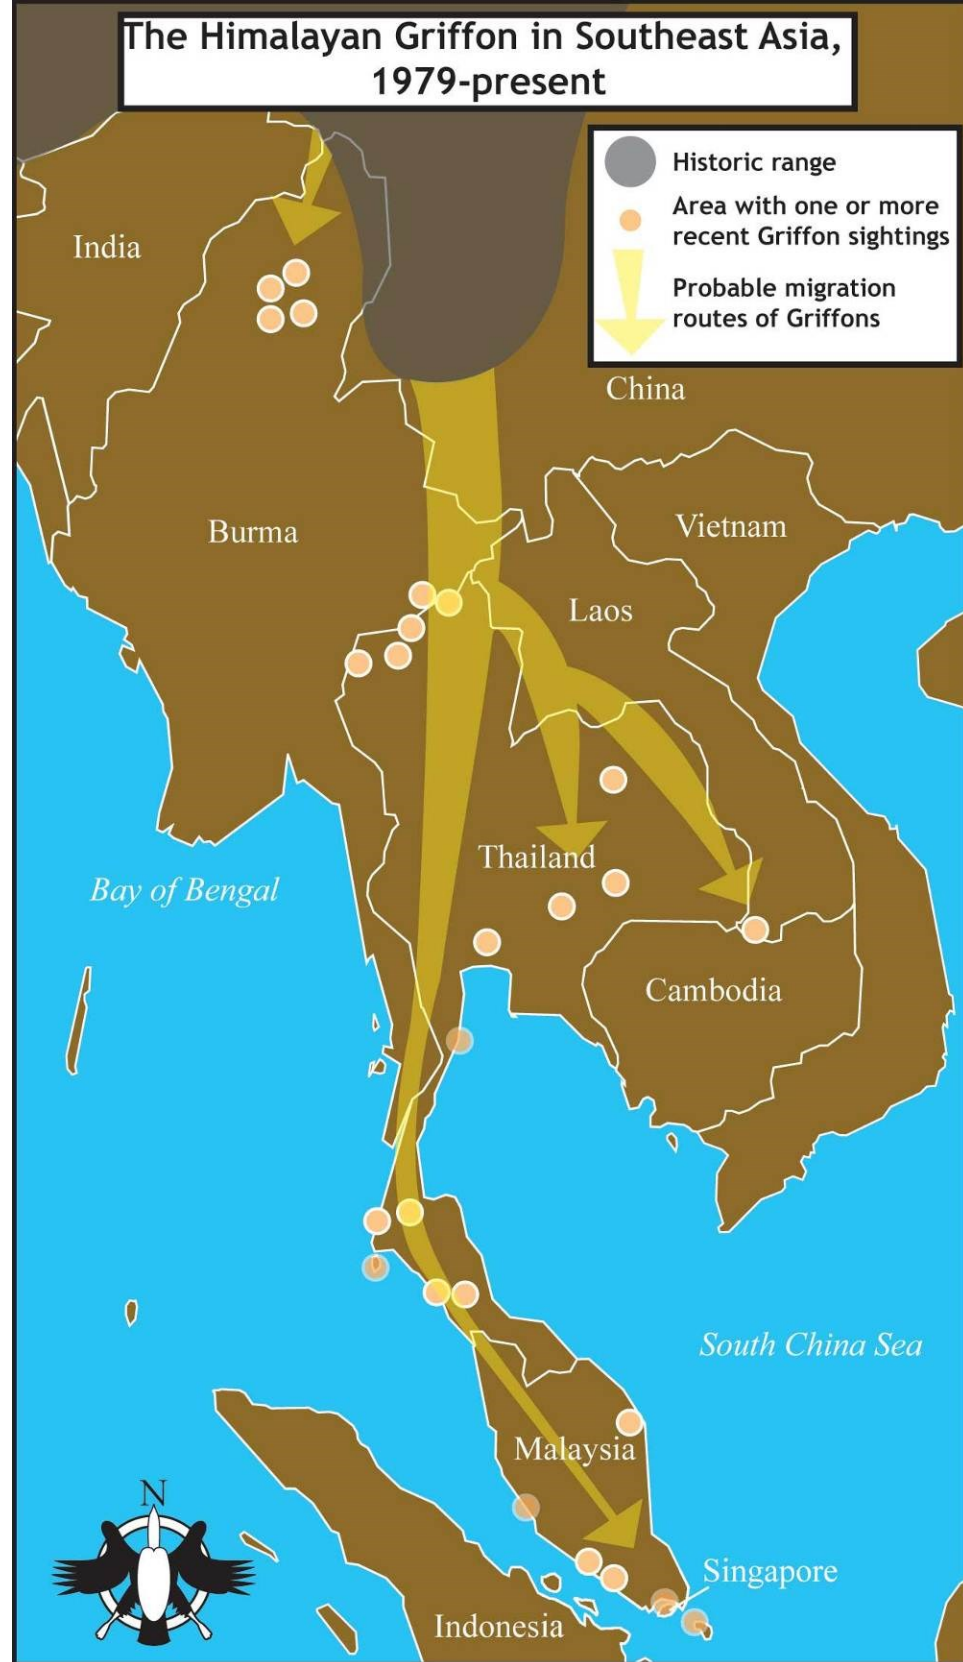 The Himalayan Griffon in Southeast Asia,
1979-present
Historic range
Area with one or more
recent Griffon sightings
Probable migration
routes of Griffons
India
China
Burma
Vietnam
Laos
Thailand
Bay of Bengal
Cambodia
South China Sea
Malaysia
N
Singapore
Indonesia